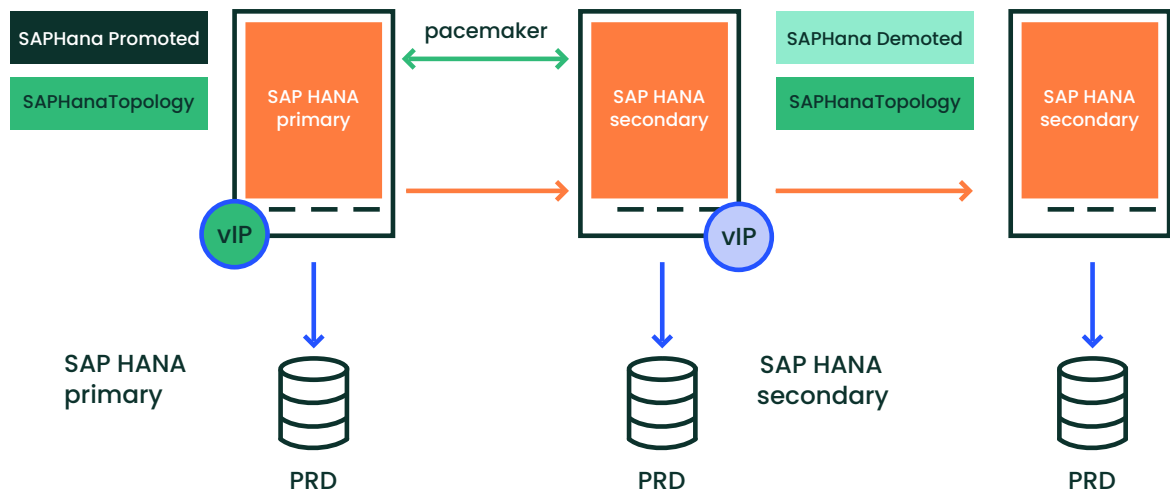 SAPHana Promoted
SAPHanaTopology
SAP HANA
primary
pacemaker
SAP HANA
secondary
SAPHana Demoted
SAPHanaTopology
SAP HANA
secondary
vIP
vIP
SAP HANA
primary
SAP HANA
secondary
PRD
PRD
PRD